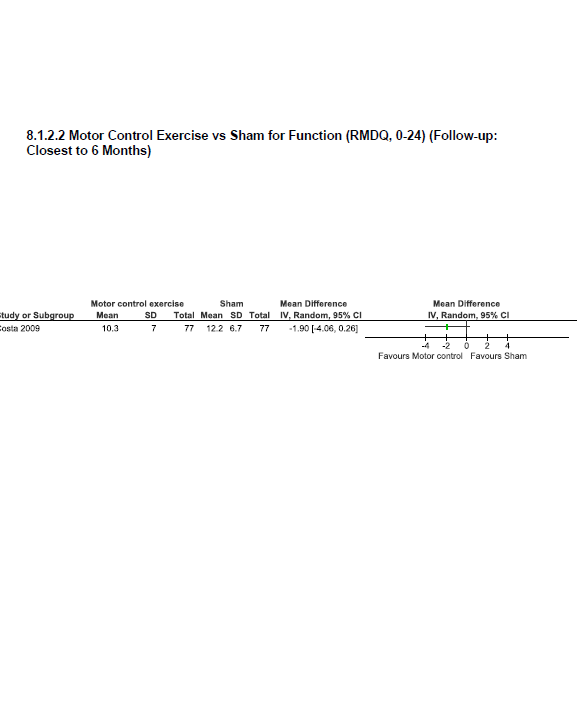 8.1.2.2 Motor Control Exercise vs Sham for Function (RMDQ, 0-24) (Follow-up:
Closest to 6 Months)
Motor control exercise Sham Mean Difference Mean Difference
tudy or Subgroup Mean SD Total Mean SD Total IV, Random, 95% CI IV, Random, 95% CI
Costa 2009 10.3 7 77 12.2 6.7 77 -1.90 [-4.06, 0.26]
-4 -2 0 2 4
Favours Motor control Favours Sham